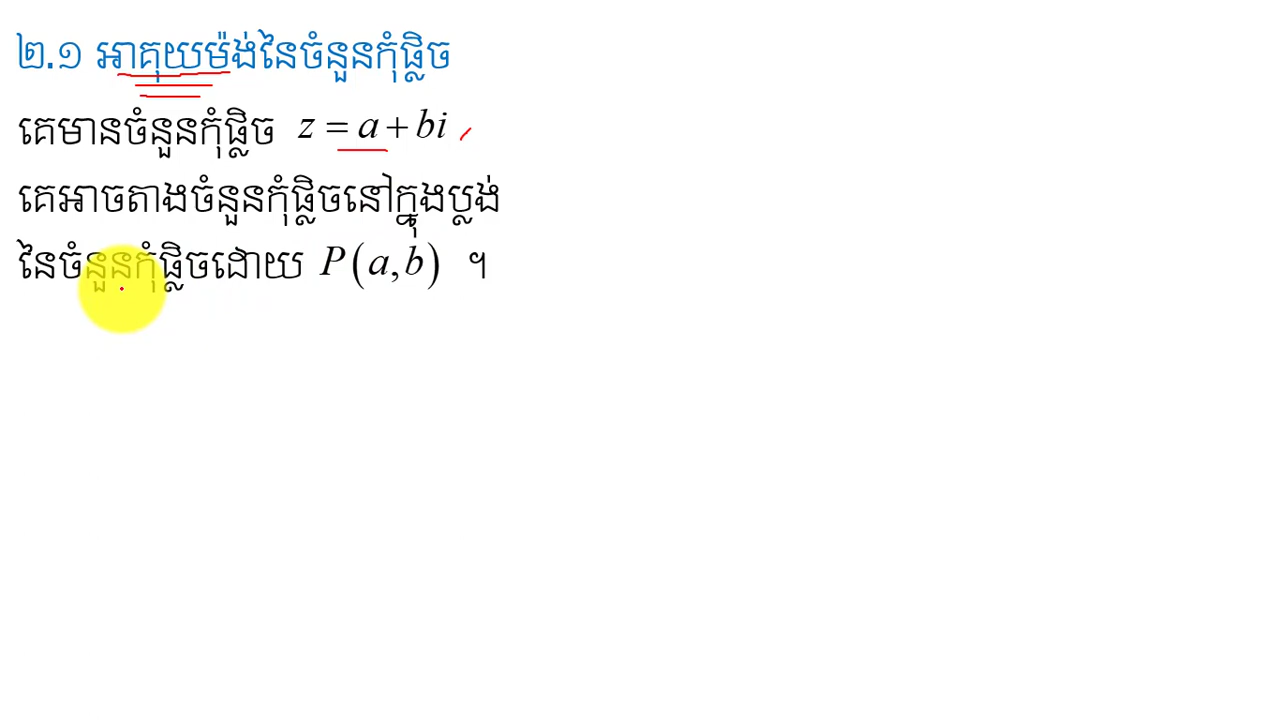 ២.១ អាគុយម៉ង់នៃចំនួនកុំផ្លិច
គេមានចំនួនកុំផ្លិច z = a + bi
គេអាចតាងចំនួនកុំផ្លិចនៅក្នុងប្លង់
នៃចំនួនកុំផ្លិចដោយ P(a,b) ។